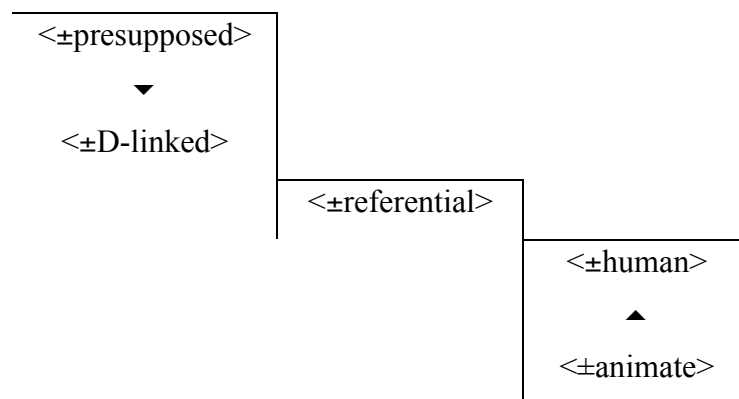 <±presupposed>
<±D-linked>
<±referential>
<±human>
<±animate>